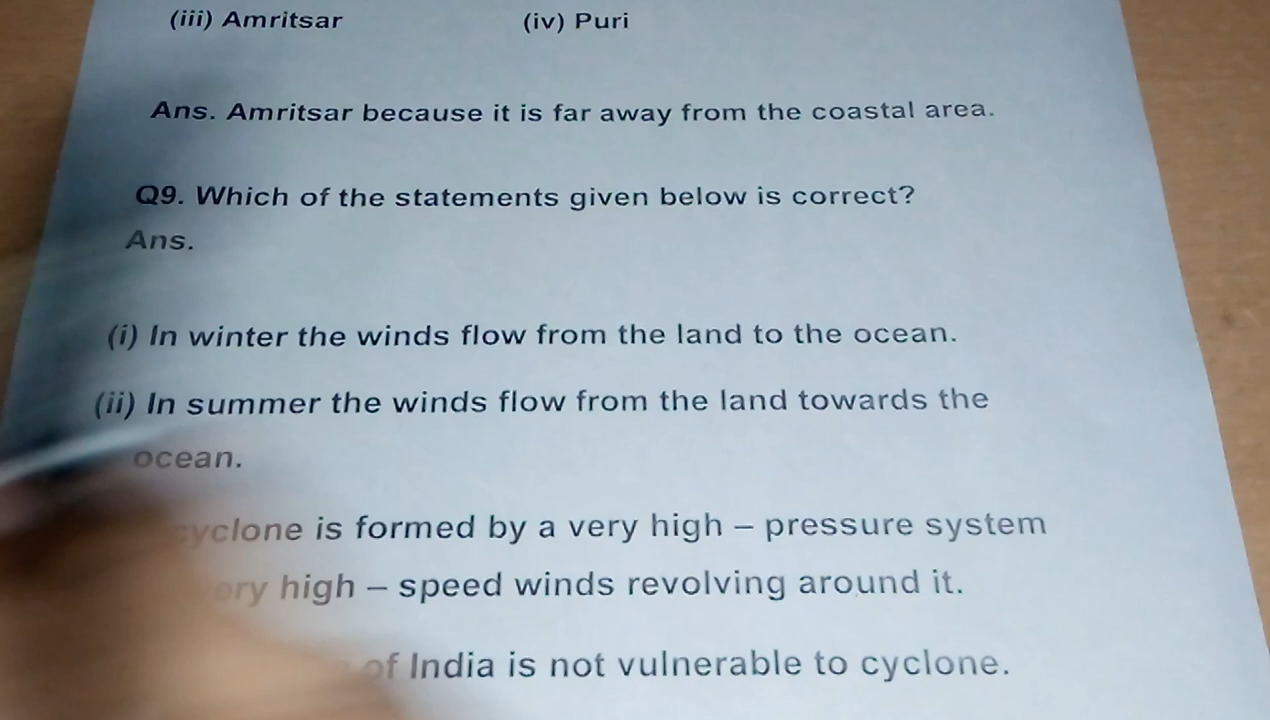 (iii) Amritsar (iv) Puri
Ans. Amritsar because it is far away from the coastal area.
Q9. Which of the statements given below is correct?
Ans.
(i) In winter the winds flow from the land to the ocean.
(ii) In summer the winds flow from the land towards the
ocean.
cyclone is formed by a very high – pressure system
high – speed winds revolving around it.
of India is not vulnerable to cyclone.